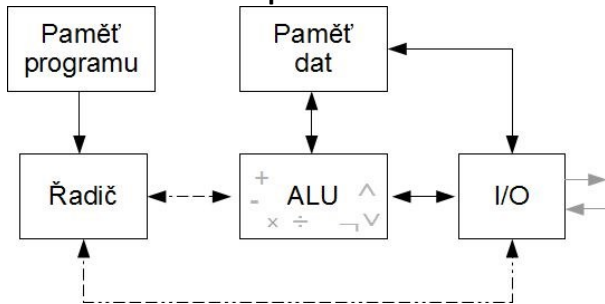 Paměť
programu
Paměť
dat
Řadič
+
-
ALU
^
× ÷
¬ v
I/O